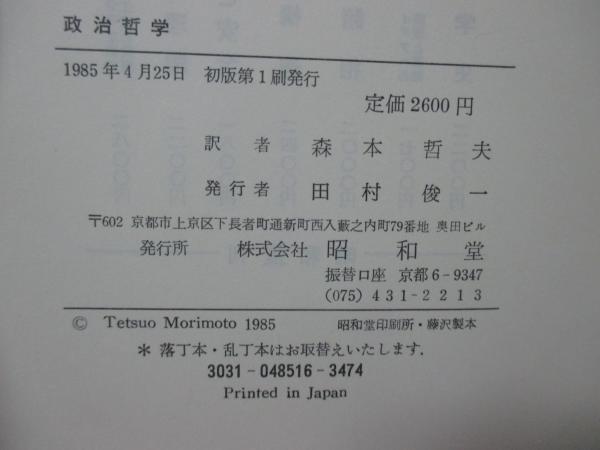 政治哲学
1985年4月25日 初版第1刷発行
定価2600円
訳者 森本哲夫
発行者 田村俊一
〒602 京都市上京区下長者町通新町西入藪之内町79番地 奥田ビル
発行所 株式会社 昭和堂
振替口座 京都6-9347
(075)431-2213
© Tetsuo Morimoto 1985 昭和堂印刷所・藤沢製本
* 落丁本・乱丁本はお取替えいたします.
3031-048516-3474
Printed in Japan